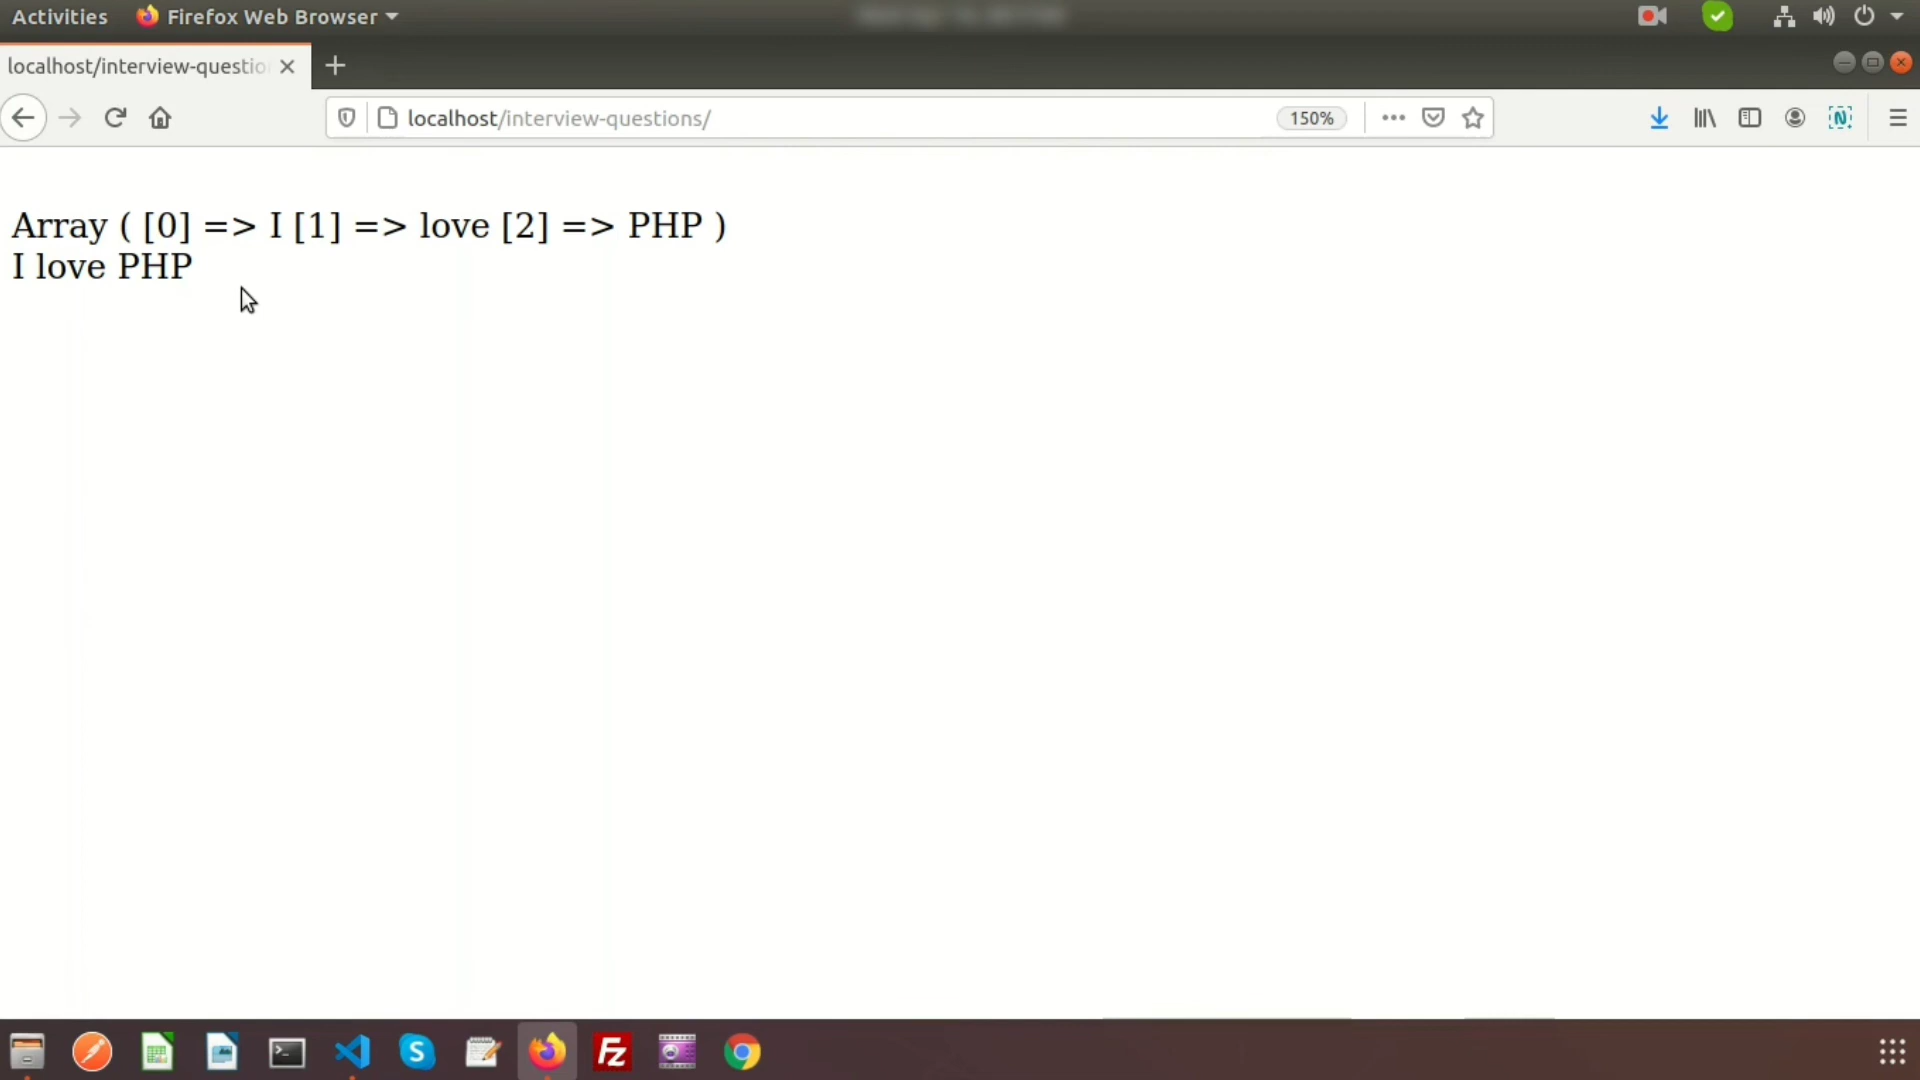 Activities Firefox Web Browser
localhost/interview-questio
localhost/interview-questions/ 150%
Array ( [0] => I [1] => love [2] => PHP )
I love PHP